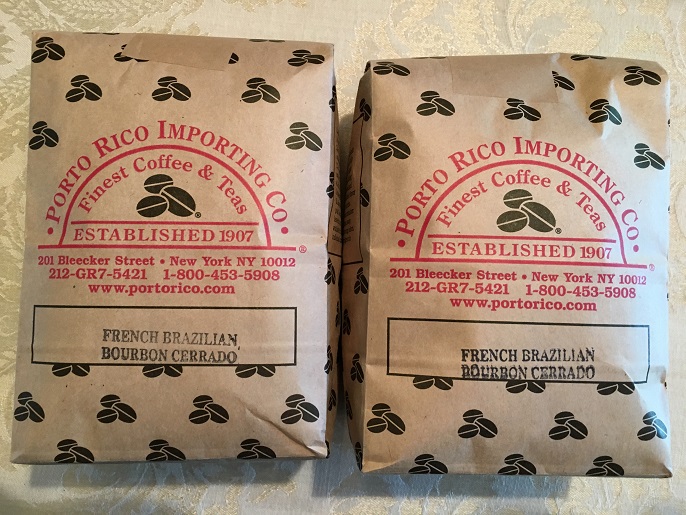 PORTO RICO IMPORTING CO
Finest Coffee & Teas
®
ESTABLISHED 1907
®
201 Bleecker Street • New York NY 10012
212-GR7-5421 • 1-800-453-5908
www.portorico.com
FRENCH BRAZILIAN
BOURBON CERRADO
PORTO RICO IMPORTING CO
Finest Coffee & Teas
®
ESTABLISHED 1907
®
201 Bleecker Street • New York NY 10012
212-GR7-5421 • 1-800-453-5908
www.portorico.com
FRENCH BRAZILIAN
BOURBON CERRADO